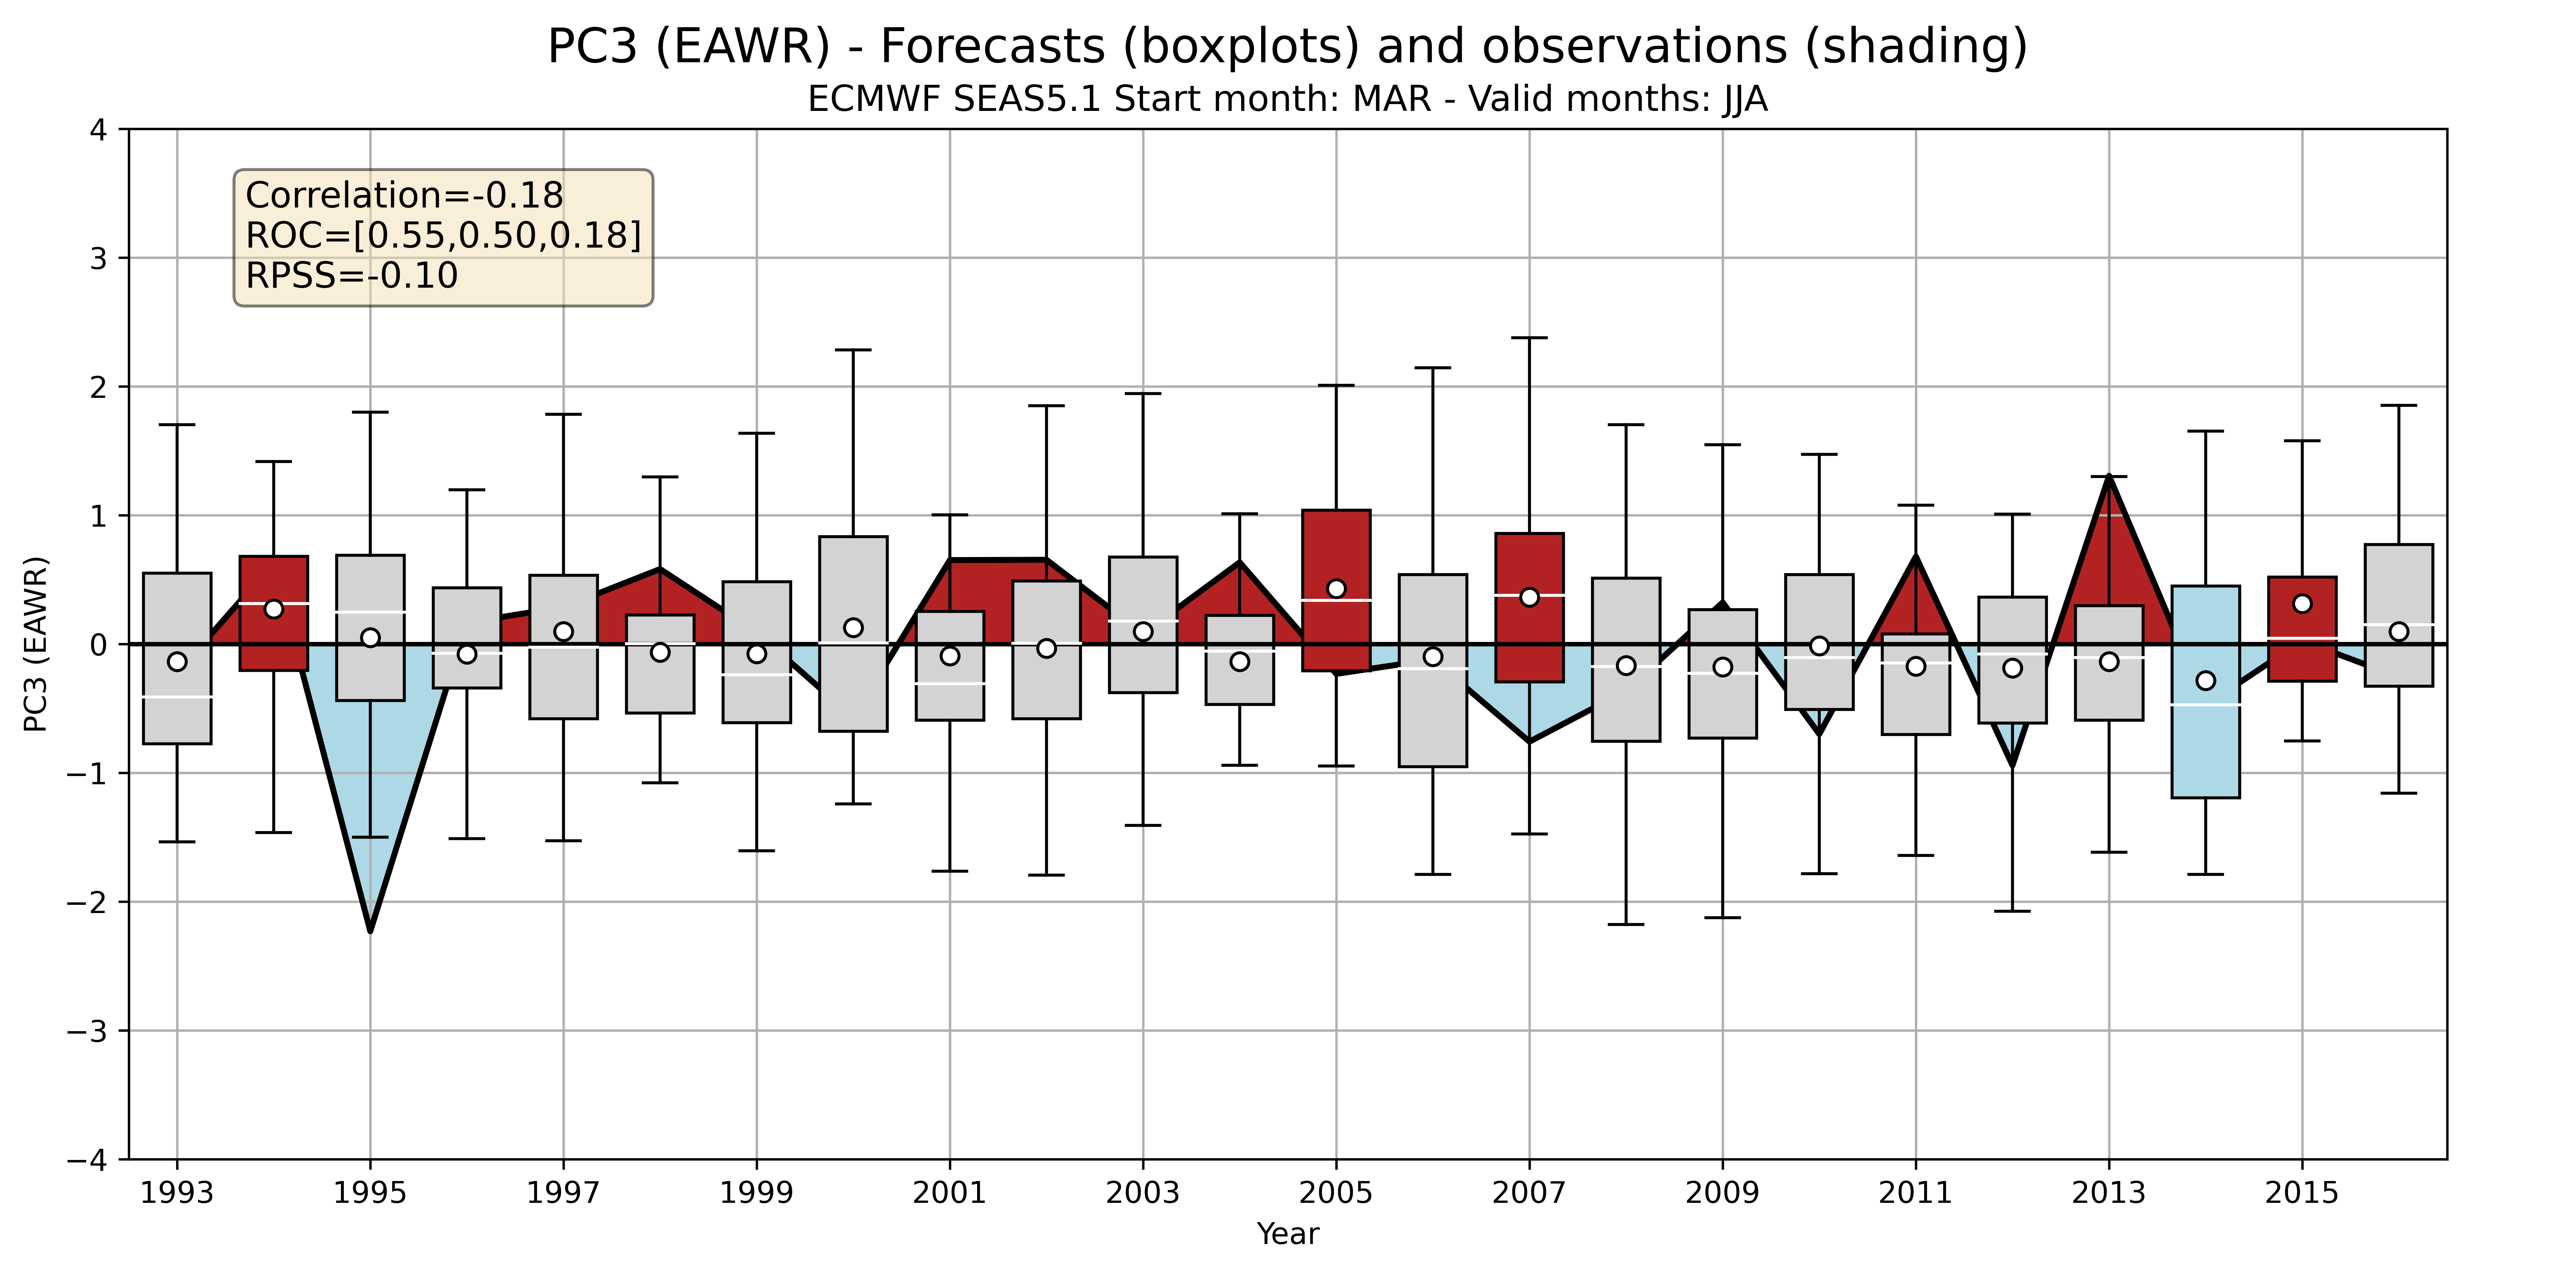 PC3 (EAWR) - Forecasts (boxplots) and observations (shading)
ECMWF SEAS5.1 Start month: MAR - Valid months: JJA
Correlation=-0.18
ROC=[0.55,0.50,0.18]
RPSS=-0.10
PC3 (EAWR)
4
3
2
1
0
−1
−2
−3
−4
1993 1995 1997 1999 2001 2003 2005 2007 2009 2011 2013 2015
Year